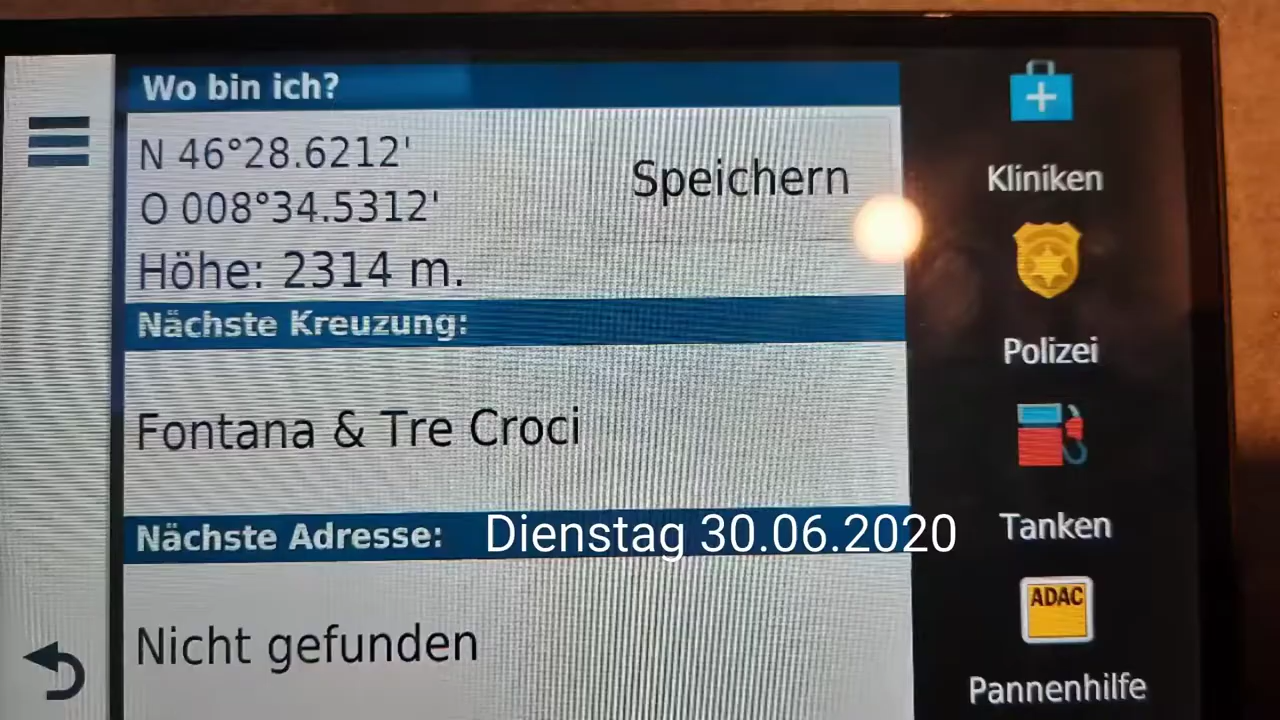 Wo bin ich?
N 46°28.6212'
O 008°34.5312'
Höhe: 2314 m.
Speichern
Nächste Kreuzung:
Fontana & Tre Croci
Nächste Adresse:
Dienstag 30.06.2020
Nicht gefunden
Kliniken
Polizei
Tanken
ADAC
Pannenhilfe